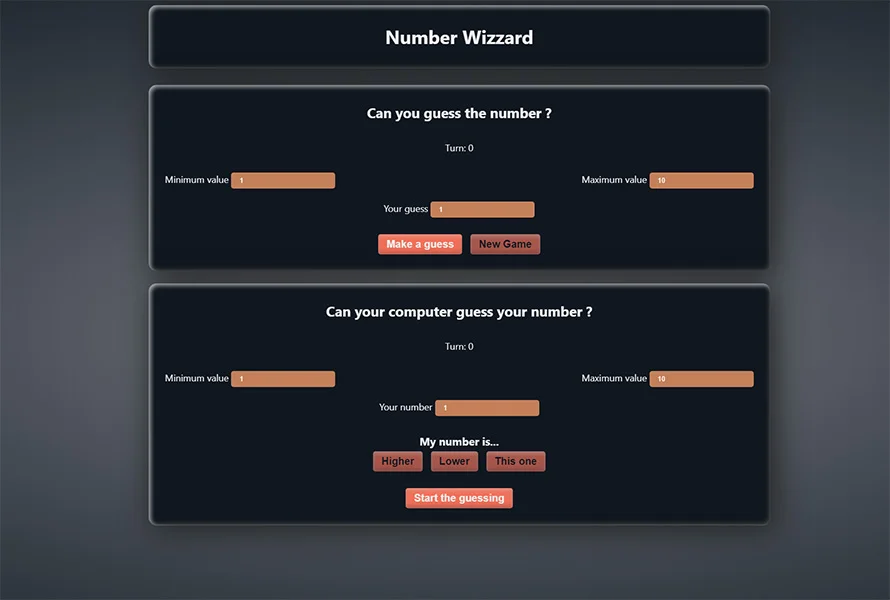 Number Wizzard
Can you guess the number ?
Turn: 0
Minimum value 1 Maximum value 10
Your guess 1
Make a guess New Game
Can your computer guess your number ?
Turn: 0
Minimum value 1 Maximum value 10
Your number 1
My number is...
Higher Lower This one
Start the guessing